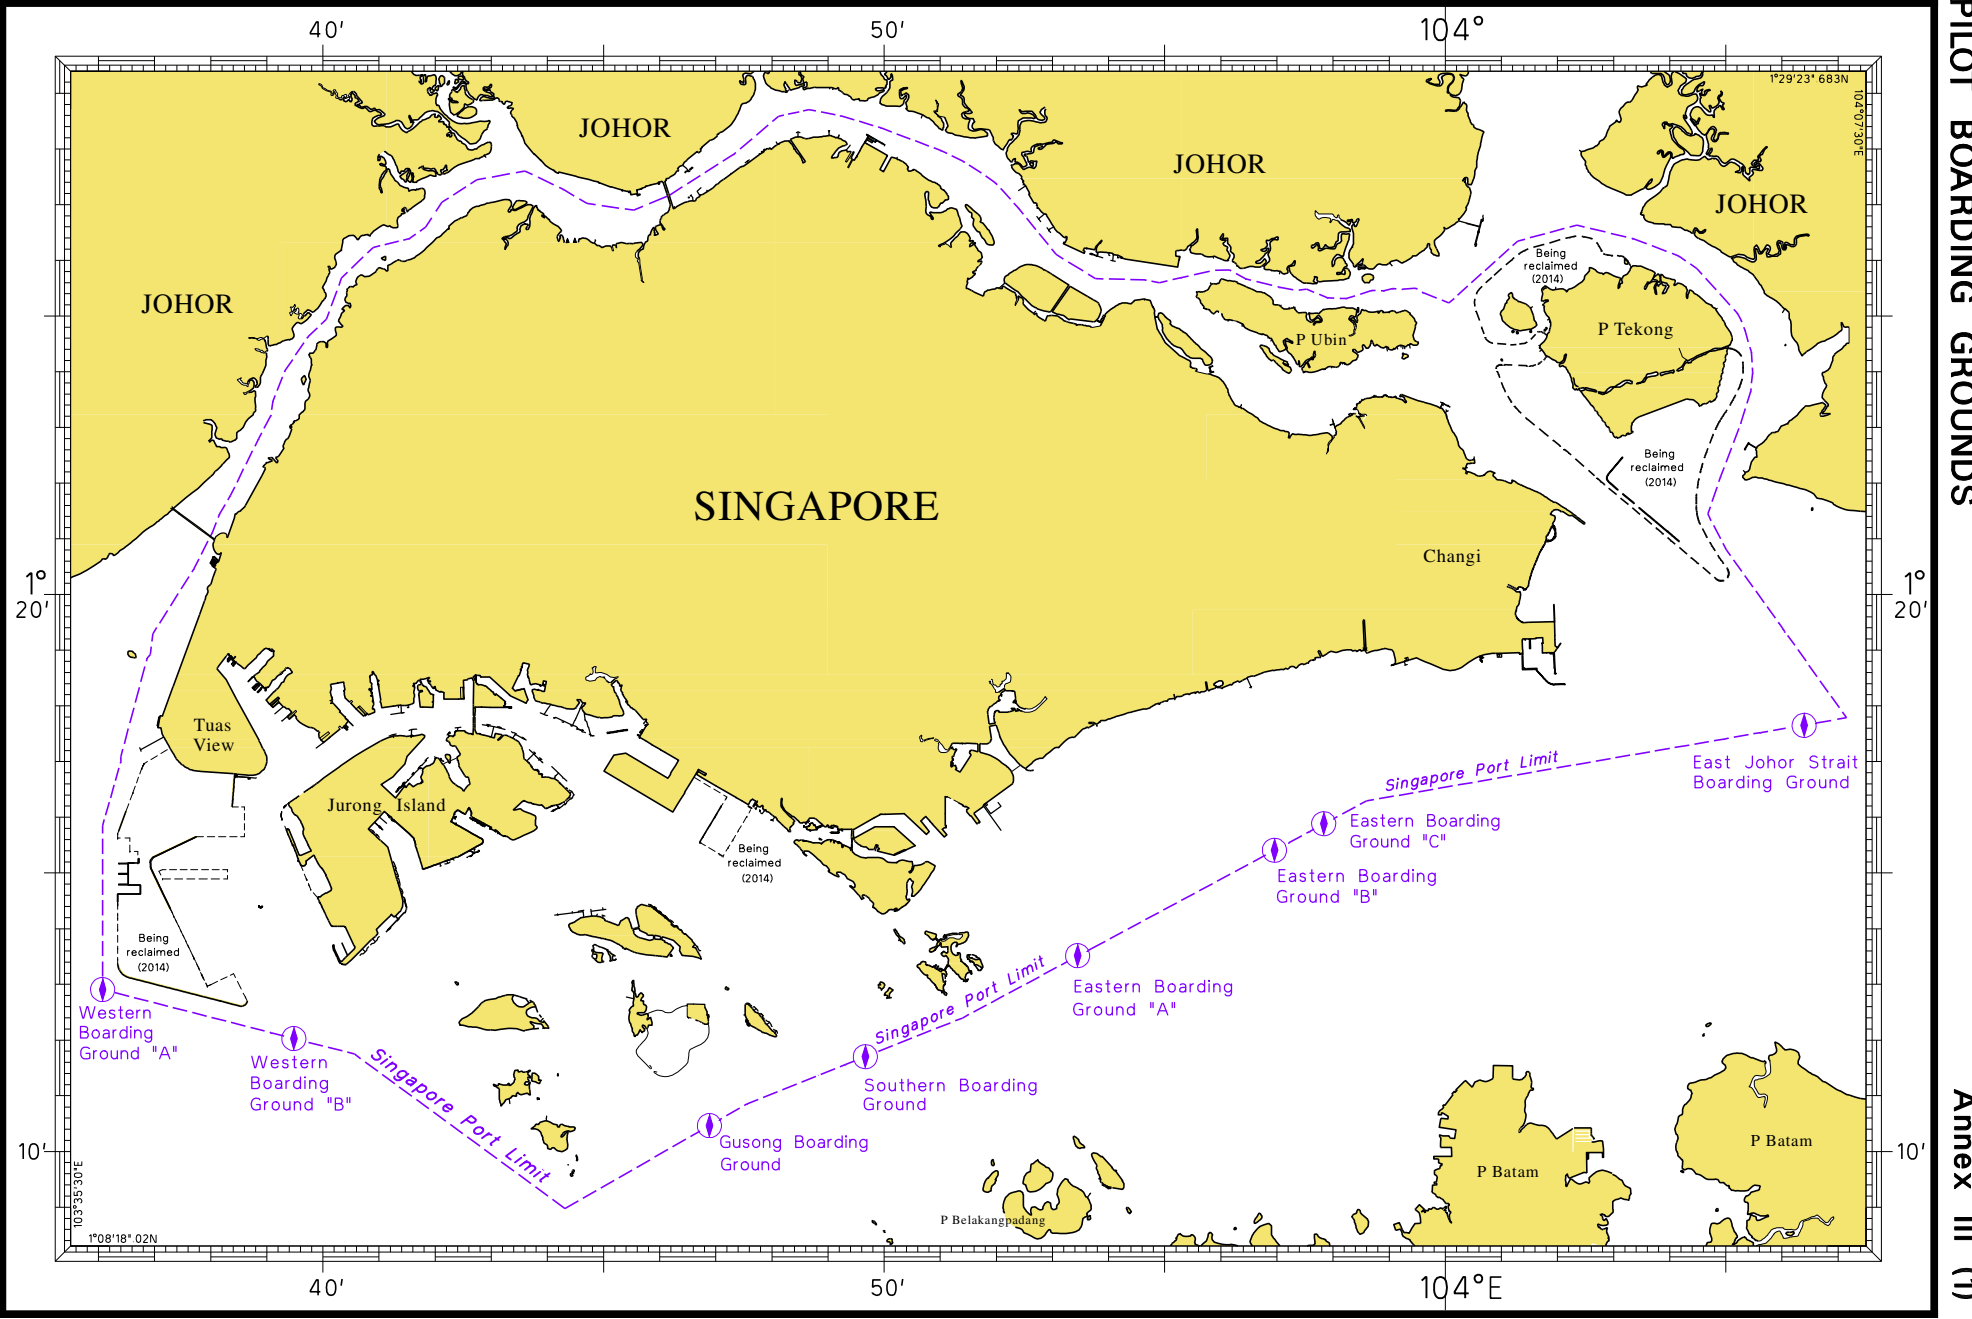 40'
50'
104°
PILOT BOARDING GROUNDS
1°29'23" 683N
104°07'30"E
JOHOR
JOHOR
JOHOR
JOHOR
Being
reclaimed
(2014)
P Tekong
P Ubin
Being
reclaimed
(2014)
SINGAPORE
Changi
1°
20'
1°
20'
Tuas
View
Jurong Island
Being
reclaimed
(2014)
Being
reclaimed
(2014)
East Johor Strait
Boarding Ground
Singapore Port Limit
Eastern Boarding
Ground "C"
Eastern Boarding
Ground "B"
Eastern Boarding
Ground "A"
Singapore Port Limit
Southern Boarding
Ground
Gusong Boarding
Ground
Western
Boarding
Ground "A"
Western
Boarding
Ground "B"
Singapore Port Limit
10'
10'
P Batam
P Batam
P Belakangpadang
103°35'30"E
1°08'18".02N
40'
50'
104°E
Annex III (1)